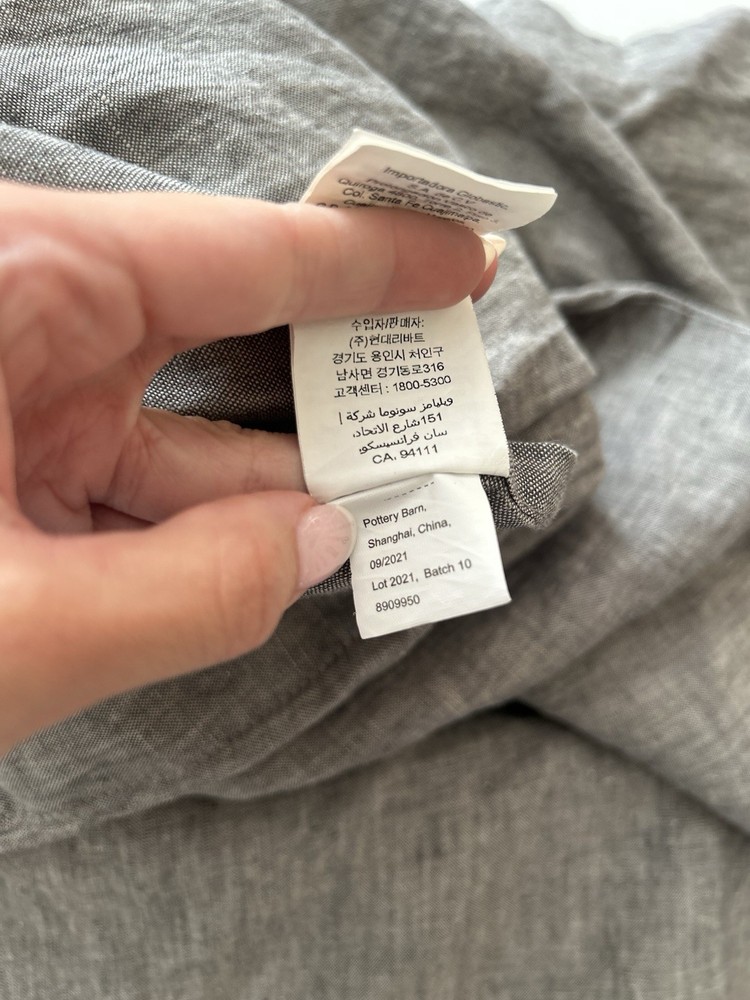 Importadora
S.A. de C.V.
Col. Santa Fe Cuajimalpa
수입자/판매자:
(주)현대리바트
경기도 용인시 처인구
남사면 경기동로316
고객센터 : 1800-5300
ويليامز سونوما شركة |
151شارع الاتحاد،
سان فرانسيسكو،
CA, 94111
Pottery Barn,
Shanghai, China,
09/2021
Lot 2021, Batch 10
8909950